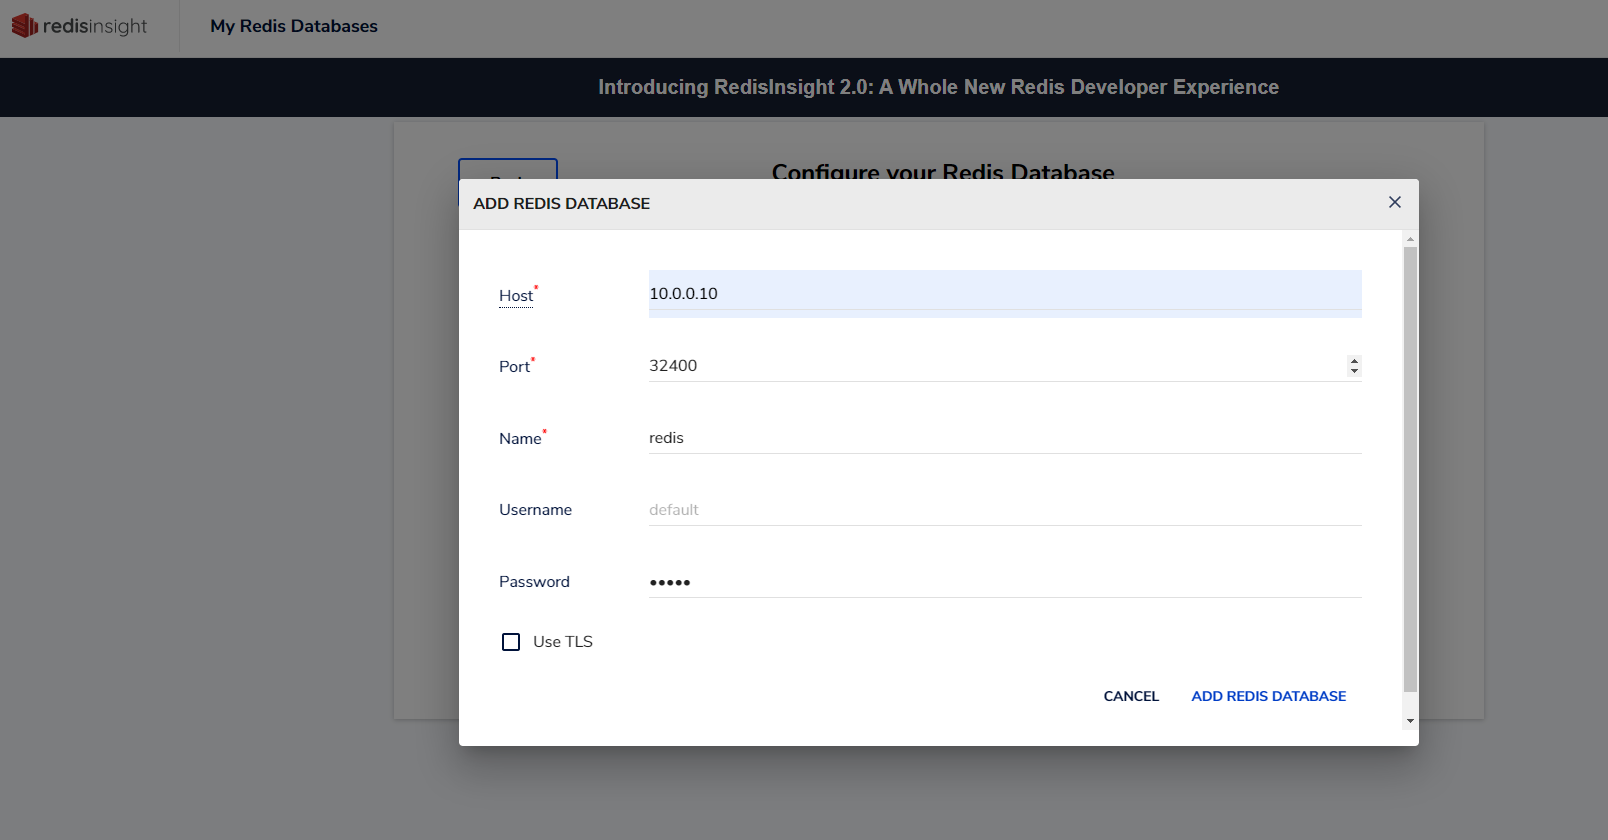 redisinsight
My Redis Databases
Introducing RedisInsight 2.0: A Whole New Redis Developer Experience
Configure your Redis Database
ADD REDIS DATABASE
Host*
10.0.0.10
Port*
32400
Name*
redis
Username
default
Password
•••••
Use TLS
CANCEL
ADD REDIS DATABASE